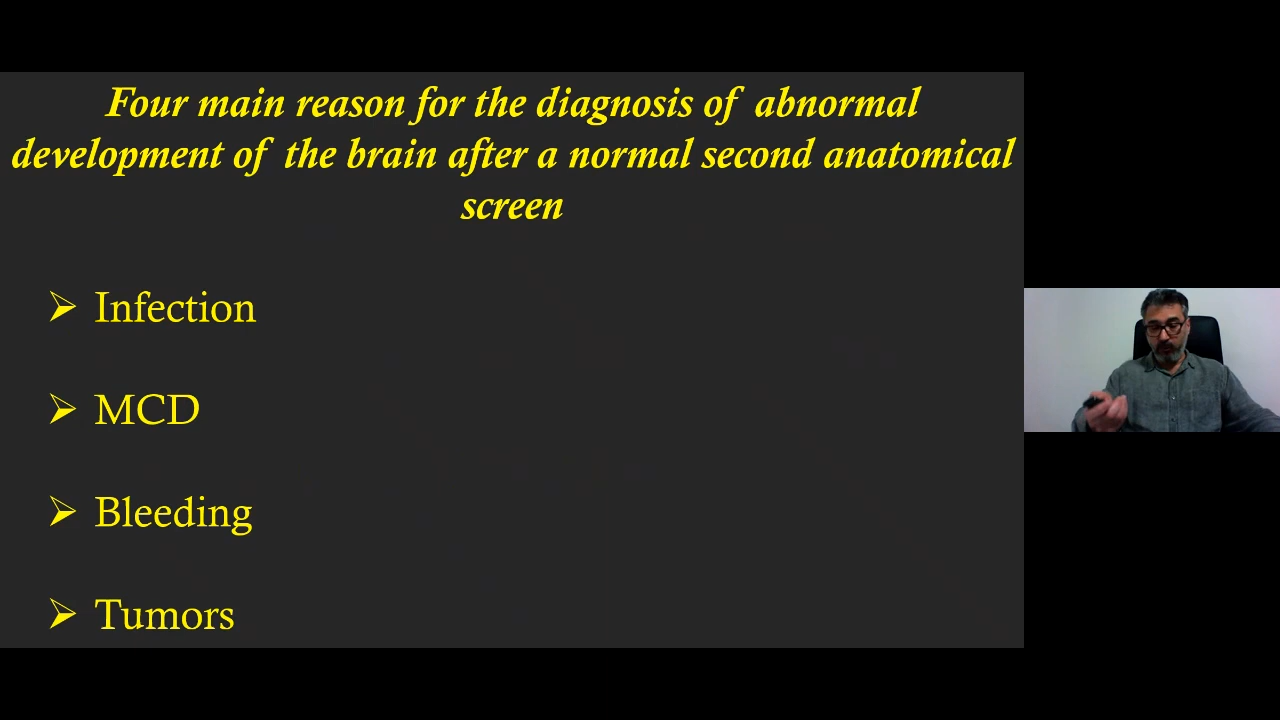 Four main reason for the diagnosis of abnormal
development of the brain after a normal second anatomical
screen
➢ Infection
➢ MCD
➢ Bleeding
➢ Tumors